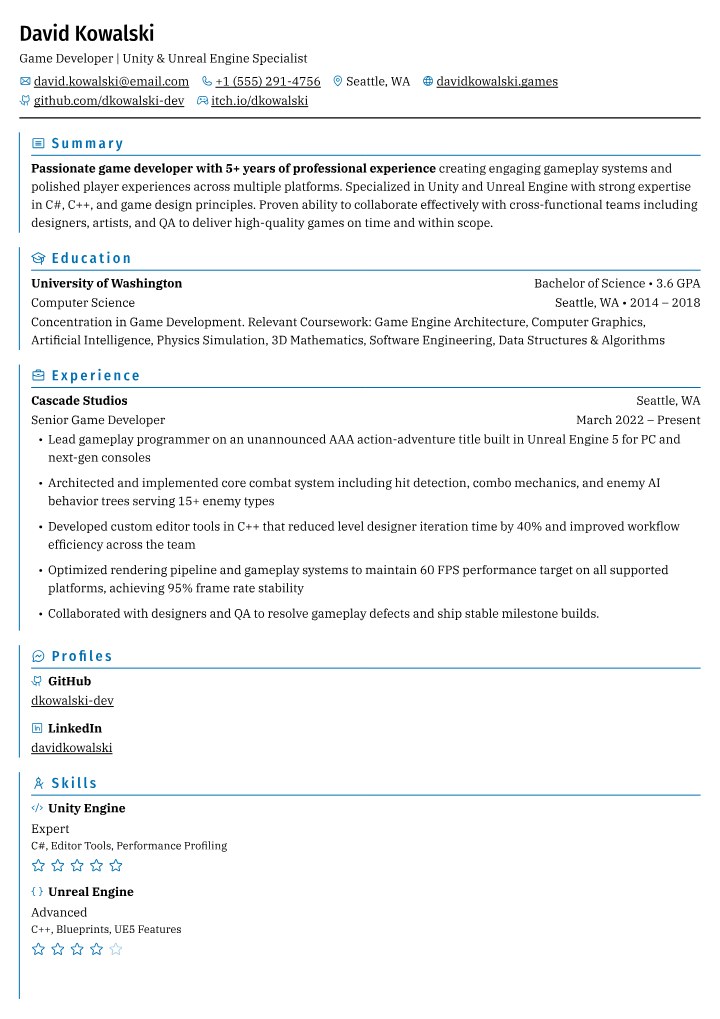 David Kowalski
Game Developer | Unity & Unreal Engine Specialist
david.kowalski@email.com +1 (555) 291-4756 Seattle, WA davidkowalski.games
github.com/dkowalski-dev itch.io/dkowalski
Summary
Passionate game developer with 5+ years of professional experience creating engaging gameplay systems and
polished player experiences across multiple platforms. Specialized in Unity and Unreal Engine with strong expertise
in C#, C++, and game design principles. Proven ability to collaborate effectively with cross-functional teams including
designers, artists, and QA to deliver high-quality games on time and within scope.
Education
University of Washington Bachelor of Science • 3.6 GPA
Computer Science Seattle, WA • 2014 – 2018
Concentration in Game Development. Relevant Coursework: Game Engine Architecture, Computer Graphics,
Artificial Intelligence, Physics Simulation, 3D Mathematics, Software Engineering, Data Structures & Algorithms
Experience
Cascade Studios Seattle, WA
Senior Game Developer March 2022 – Present
• Lead gameplay programmer on an unannounced AAA action-adventure title built in Unreal Engine 5 for PC and
next-gen consoles
• Architected and implemented core combat system including hit detection, combo mechanics, and enemy AI
behavior trees serving 15+ enemy types
• Developed custom editor tools in C++ that reduced level designer iteration time by 40% and improved workflow
efficiency across the team
• Optimized rendering pipeline and gameplay systems to maintain 60 FPS performance target on all supported
platforms, achieving 95% frame rate stability
• Collaborated with designers and QA to resolve gameplay defects and ship stable milestone builds.
Profiles
GitHub
dkowalski-dev
LinkedIn
davidkowalski
Skills
Unity Engine
Expert
C#, Editor Tools, Performance Profiling
Unreal Engine
Advanced
C++, Blueprints, UE5 Features